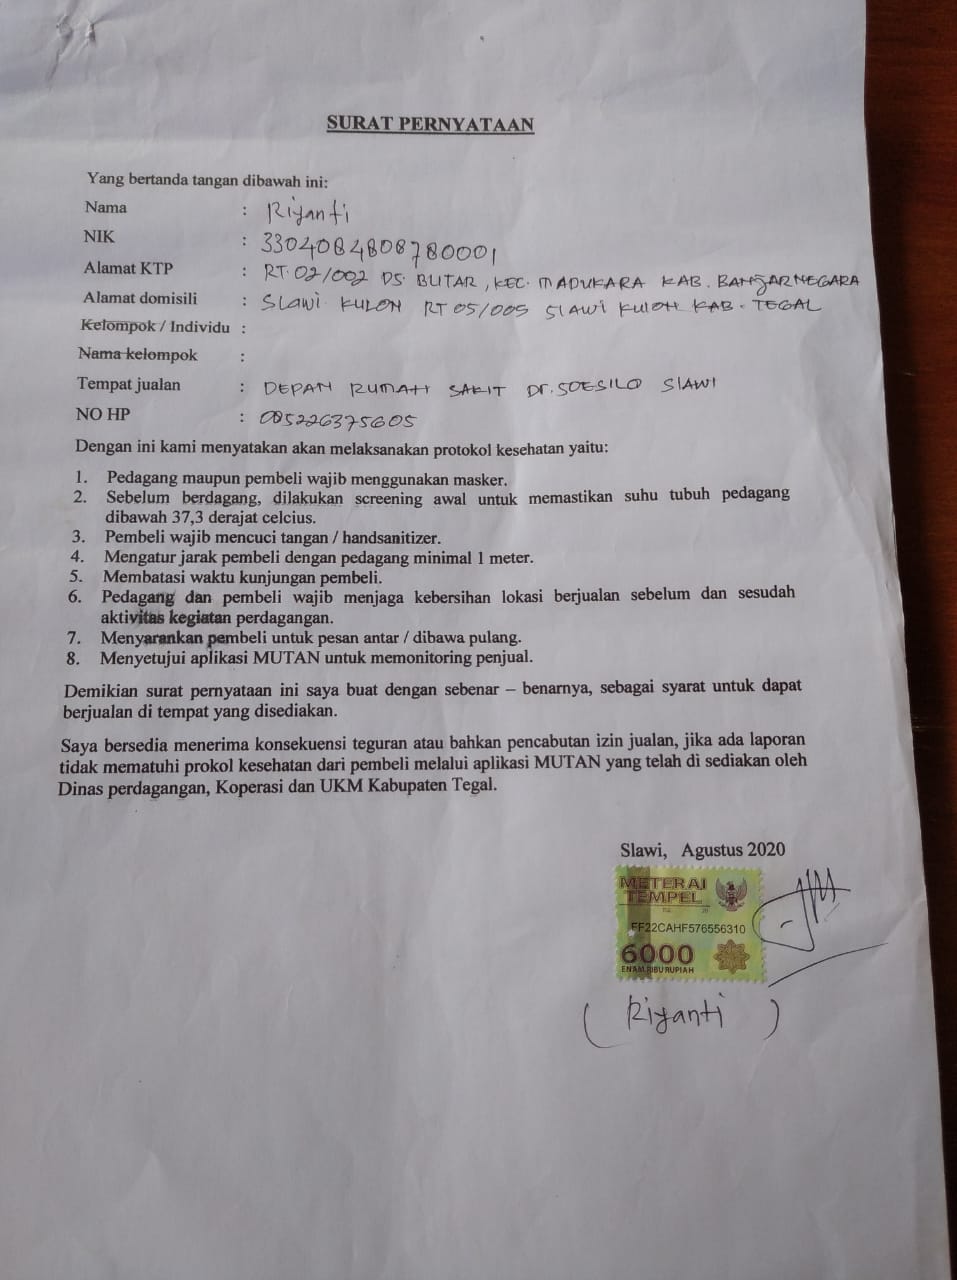 SURAT PERNYATAAN
Yang bertanda tangan dibawah ini:
Nama : Riyanti
NIK : 3304084808780001
Alamat KTP : RT. 02/002 DS. BUTAR, KEC. MADUKARA KAB. BANJARNEGARA
Alamat domisili : SLAWI KULON RT 05/005 SLAWI KULON KAB. TEGAL
Kelompok / Individu :
Nama kelompok :
Tempat jualan : DEPAN RUMAH SAKIT Dr. SOESILO SLAWI
NO HP : 085226375605
Dengan ini kami menyatakan akan melaksanakan protokol kesehatan yaitu:
1. Pedagang maupun pembeli wajib menggunakan masker.
2. Sebelum berdagang, dilakukan screening awal untuk memastikan suhu tubuh pedagang
dibawah 37,3 derajat celcius.
3. Pembeli wajib mencuci tangan / handsanitizer.
4. Mengatur jarak pembeli dengan pedagang minimal 1 meter.
5. Membatasi waktu kunjungan pembeli.
6. Pedagang dan pembeli wajib menjaga kebersihan lokasi berjualan sebelum dan sesudah
aktivitas kegiatan perdagangan.
7. Menyarankan pembeli untuk pesan antar / dibawa pulang.
8. Menyetujui aplikasi MUTAN untuk memonitoring penjual.
Demikian surat pernyataan ini saya buat dengan sebenar – benarnya, sebagai syarat untuk dapat
berjualan di tempat yang disediakan.
Saya bersedia menerima konsekuensi teguran atau bahkan pencabutan izin jualan, jika ada laporan
tidak mematuhi prokol kesehatan dari pembeli melalui aplikasi MUTAN yang telah di sediakan oleh
Dinas perdagangan, Koperasi dan UKM Kabupaten Tegal.
Slawi, Agustus 2020
METERAI
TEMPEL
FF22CAHF576556310
6000
ENAM RIBU RUPIAH
( Riyanti )